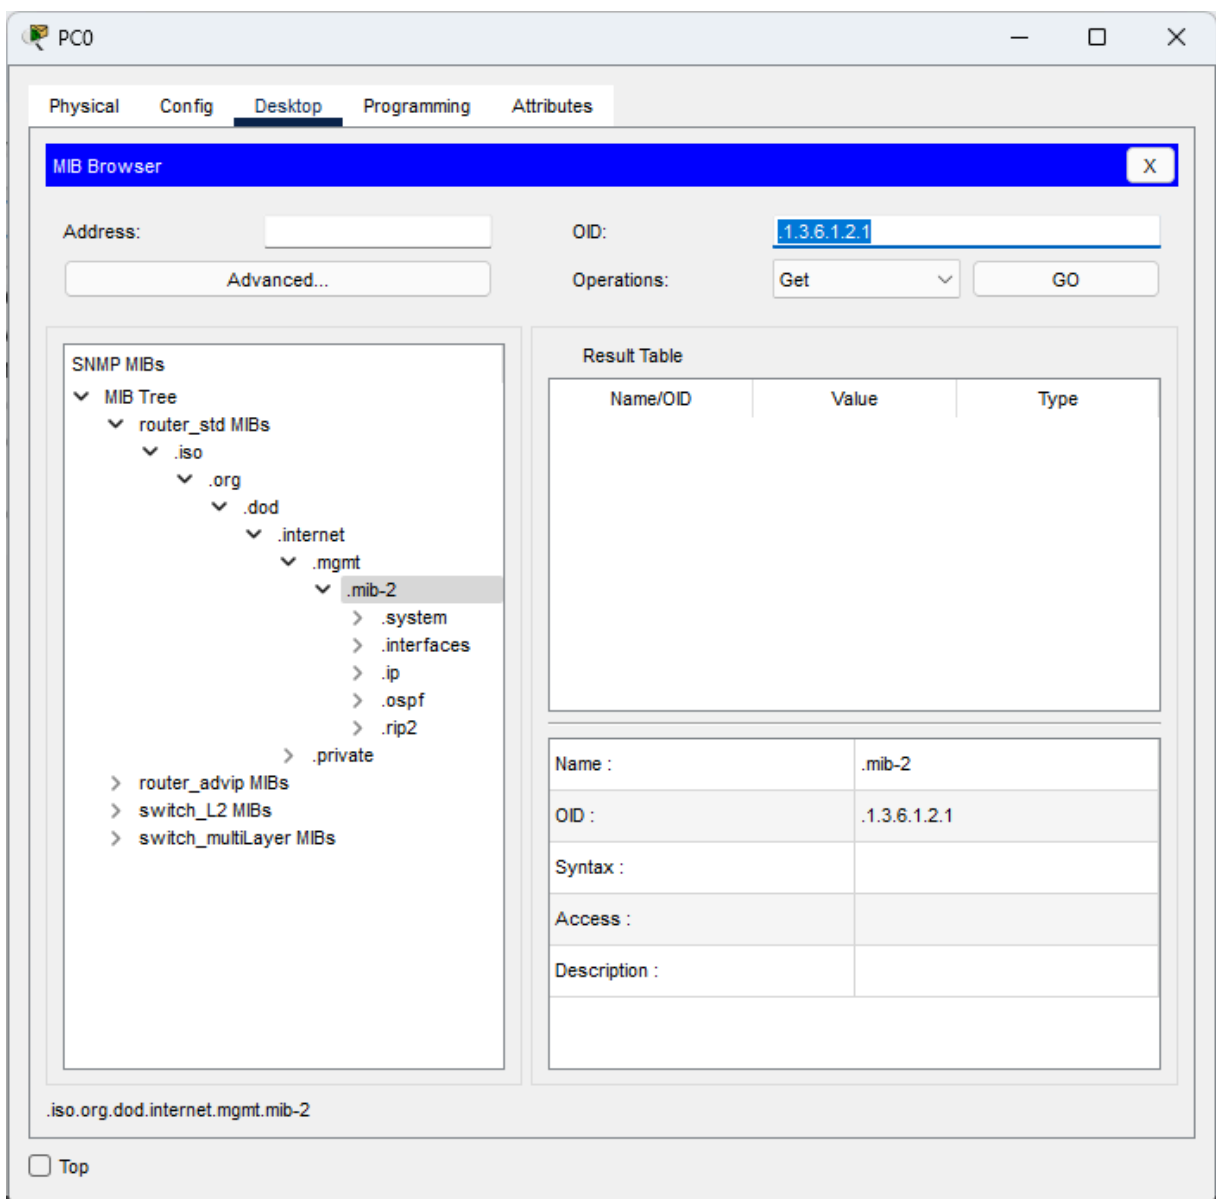 PC0
Physical Config Desktop Programming Attributes
MIB Browser X
Address: OID: .1.3.6.1.2.1
Advanced... Operations: Get GO
SNMP MIBs
MIB Tree
router_std MIBs
.iso
.org
.dod
.internet
.mgmt
.mib-2
.system
.interfaces
.ip
.ospf
.rip2
.private
router_advip MIBs
switch_L2 MIBs
switch_multiLayer MIBs
Result Table
Name/OID Value Type
Name : .mib-2
OID : .1.3.6.1.2.1
Syntax :
Access :
Description :
.iso.org.dod.internet.mgmt.mib-2
Top